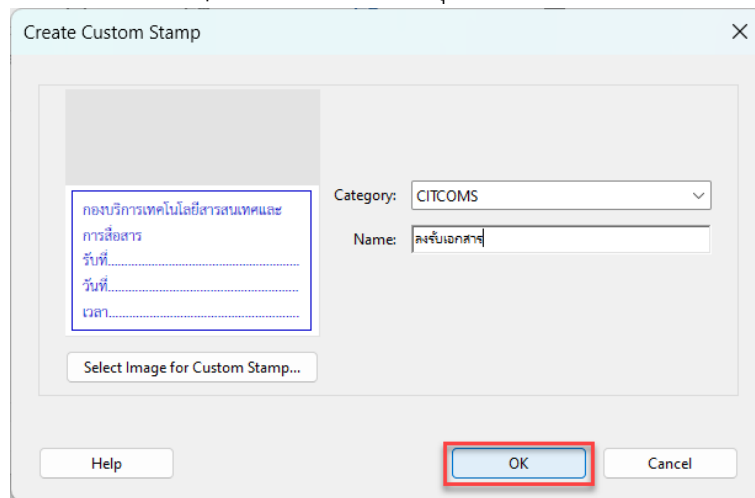 Create Custom Stamp
กองบริการเทคโนโลยีสารสนเทศและ
การสื่อสาร
รับที่......................................................
วันที่......................................................
เวลา......................................................
Category: CITCOMS
Name: ลงรับเอกสาร
Select Image for Custom Stamp...
Help
OK
Cancel